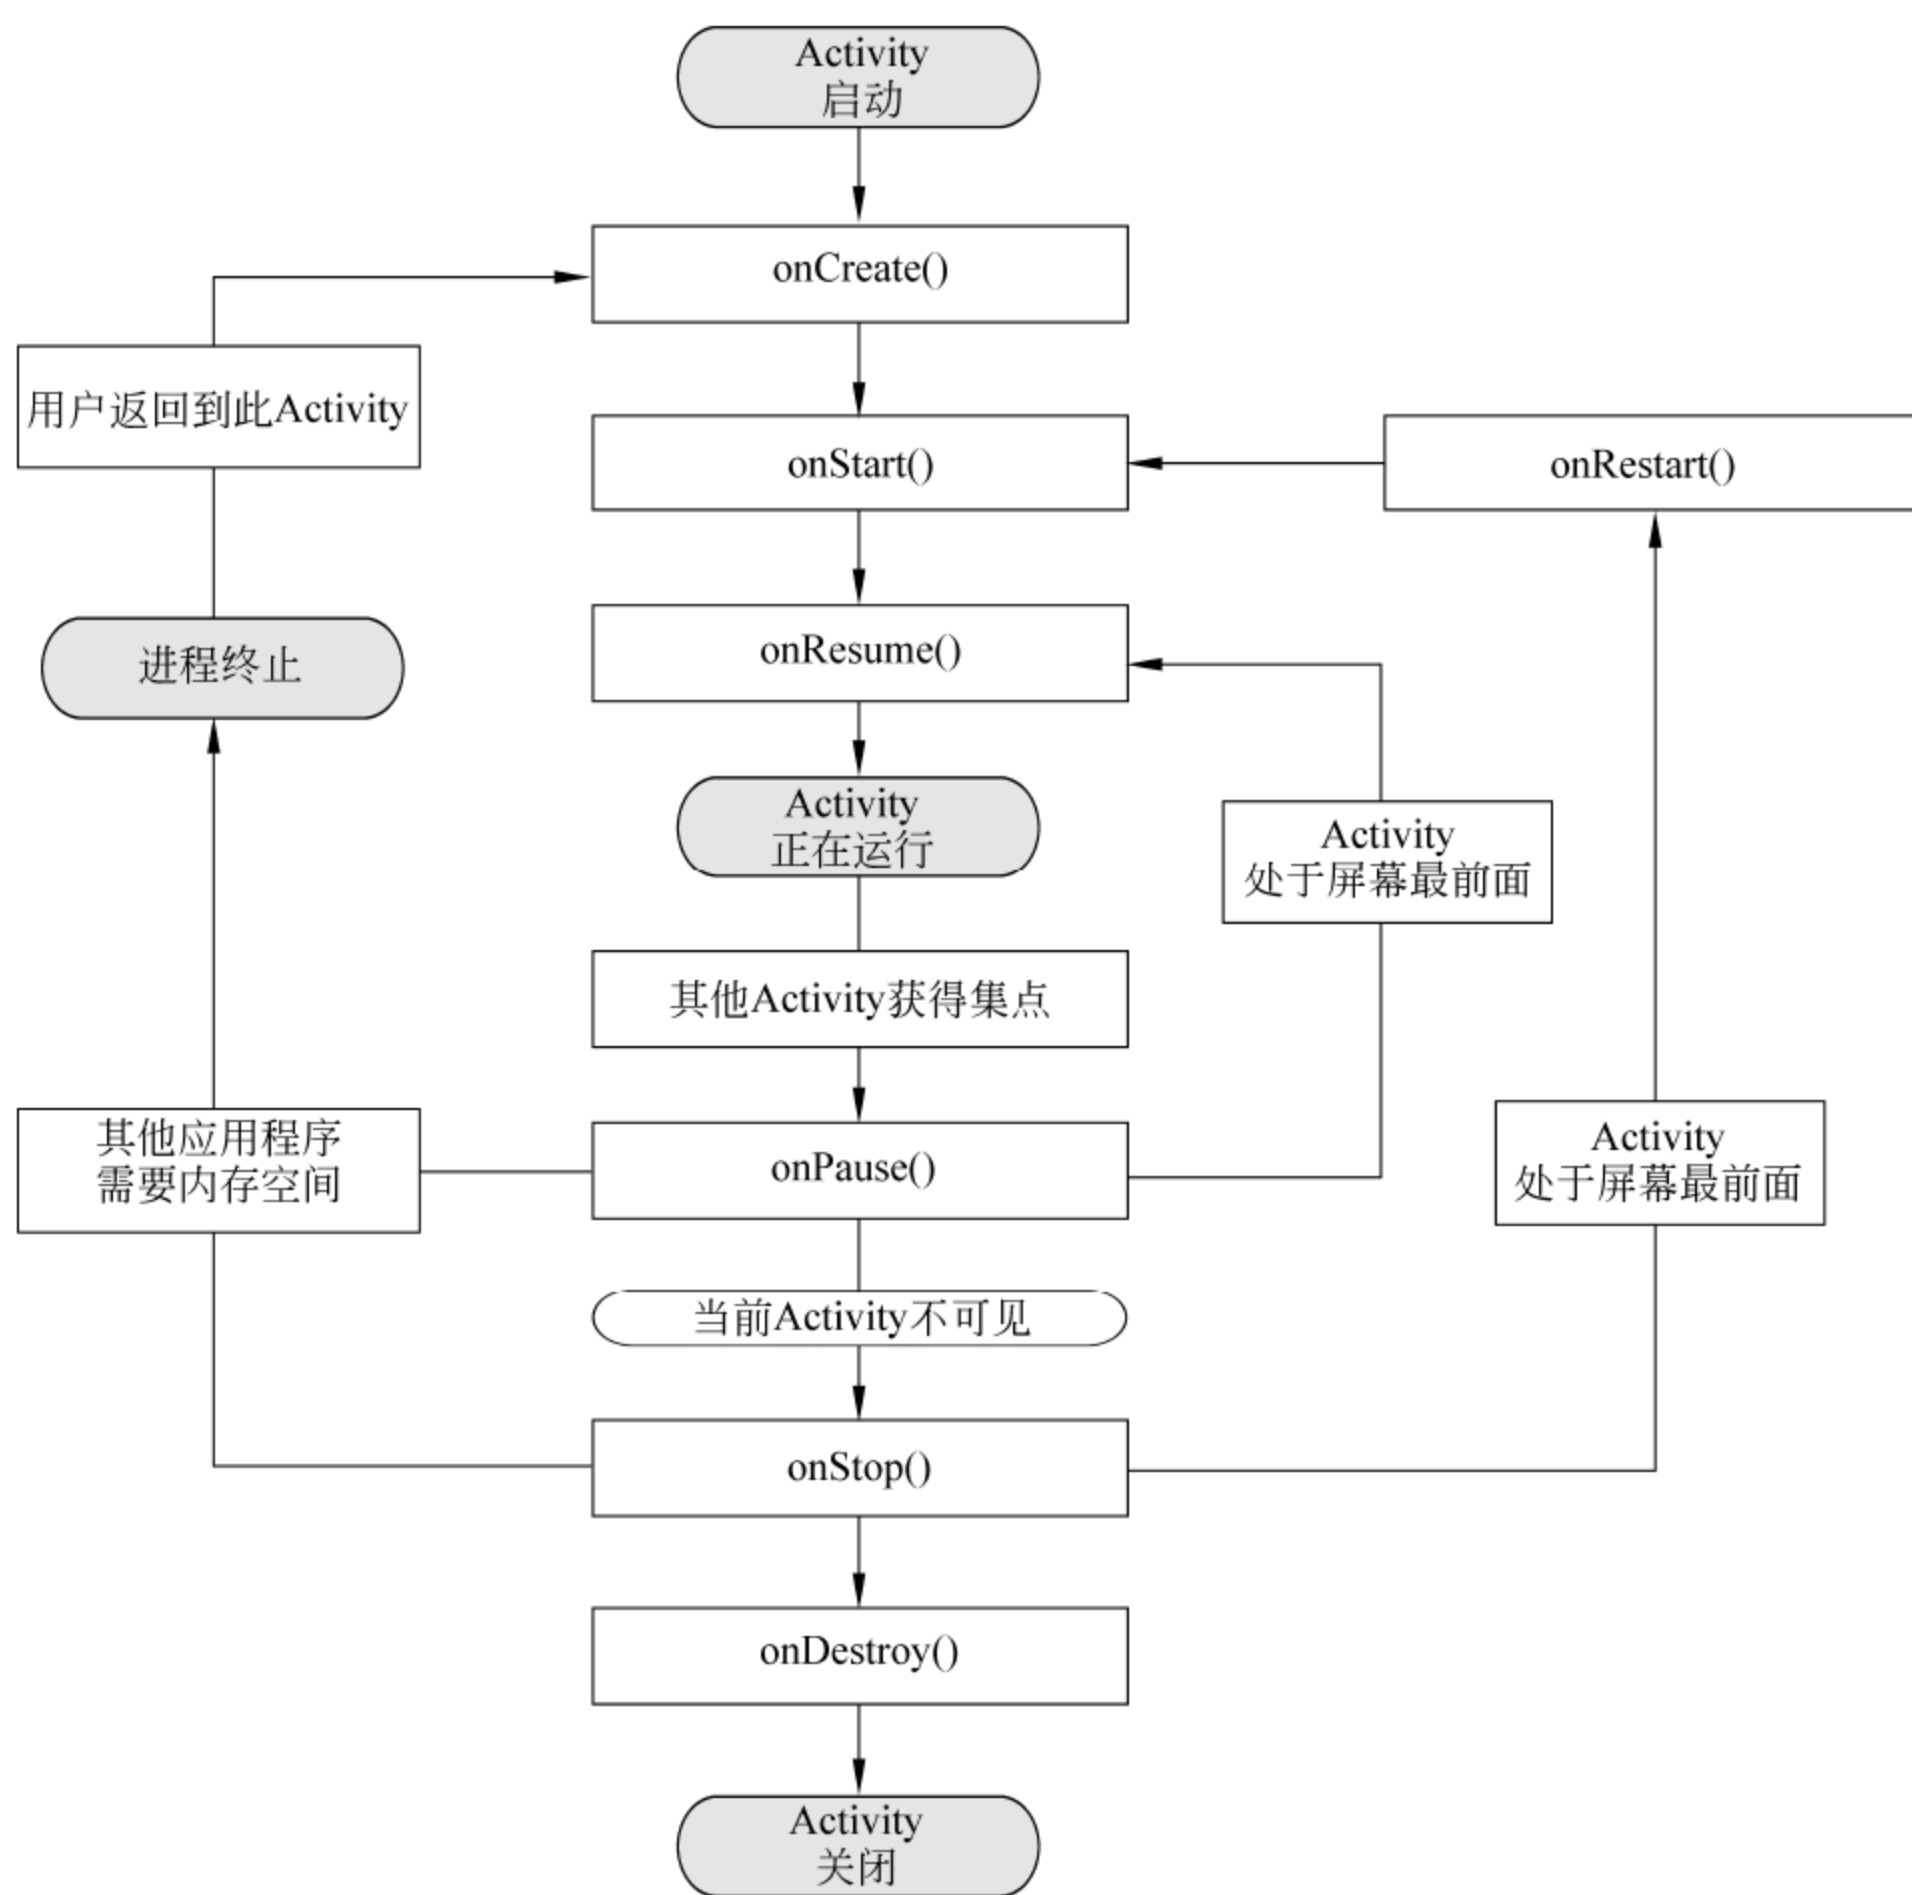 Activity
启动
onCreate()
用户返回到此Activity
onStart()
onRestart()
onResume()
进程终止
Activity
正在运行
Activity
处于屏幕最前面
其他Activity获得集点
其他应用程序
需要内存空间
onPause()
Activity
处于屏幕最前面
当前Activity不可见
onStop()
onDestroy()
Activity
关闭